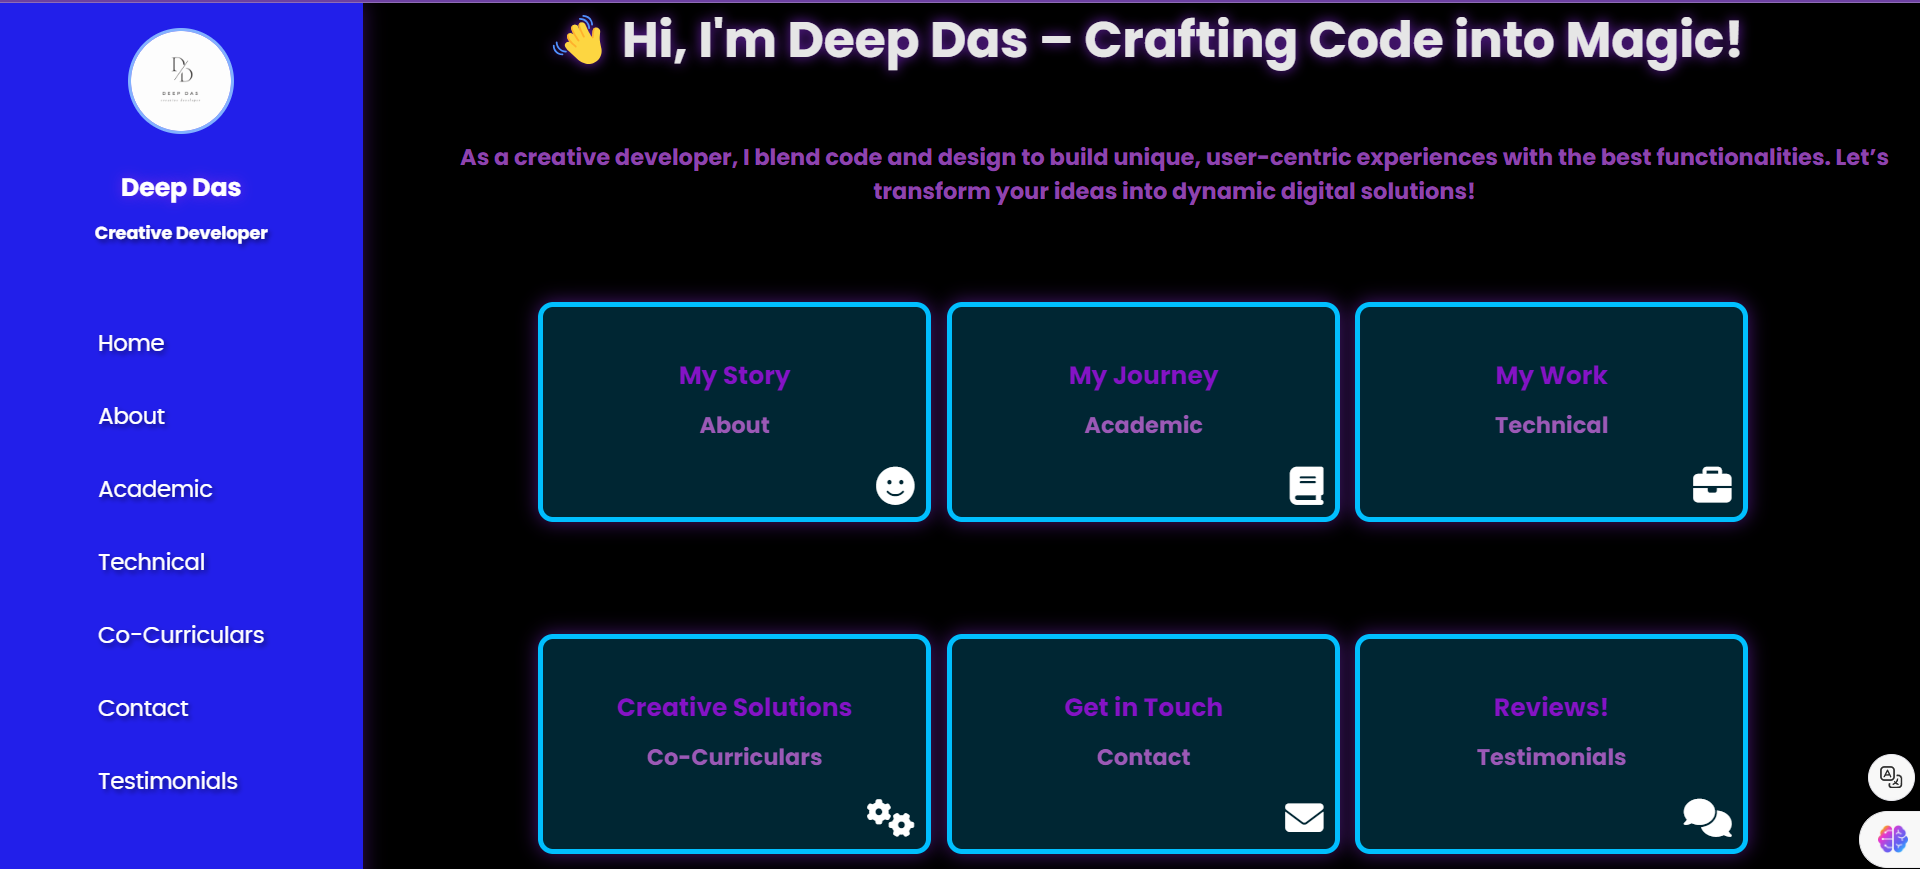 DEEP DAS
Deep Das
Creative Developer
Home
About
Academic
Technical
Co-Curriculars
Contact
Testimonials
👋 Hi, I'm Deep Das – Crafting Code into Magic!
As a creative developer, I blend code and design to build unique, user-centric experiences with the best functionalities. Let’s
transform your ideas into dynamic digital solutions!
My Story
About
My Journey
Academic
My Work
Technical
Creative Solutions
Co-Curriculars
Get in Touch
Contact
Reviews!
Testimonials